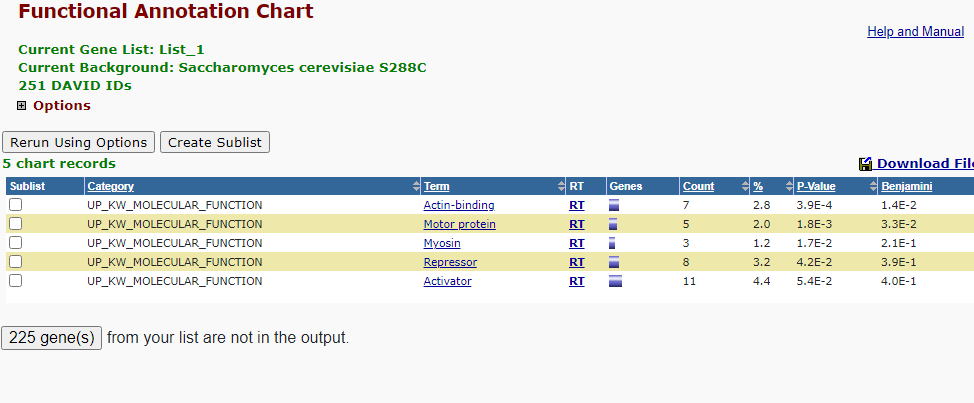 Functional Annotation Chart
Help and Manual
Current Gene List: List_1
Current Background: Saccharomyces cerevisiae S288C
251 DAVID IDs
Options
Rerun Using Options Create Sublist
5 chart records Download File
Sublist Category Term RT Genes Count % P-Value Benjamini
UP_KW_MOLECULAR_FUNCTION Actin-binding RT 7 2.8 3.9E-4 1.4E-2
UP_KW_MOLECULAR_FUNCTION Motor protein RT 5 2.0 1.8E-3 3.3E-2
UP_KW_MOLECULAR_FUNCTION Myosin RT 3 1.2 1.7E-2 2.1E-1
UP_KW_MOLECULAR_FUNCTION Repressor RT 8 3.2 4.2E-2 3.9E-1
UP_KW_MOLECULAR_FUNCTION Activator RT 11 4.4 5.4E-2 4.0E-1
225 gene(s) from your list are not in the output.